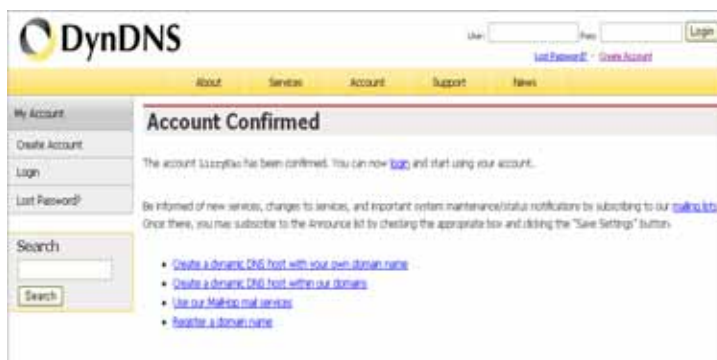 DynDNS
User: Pass: Login
Lost Password? - Create Account
About Services Account Support News
My Account
Create Account
Login
Lost Password?
Search
Search
Account Confirmed
The account has been confirmed. You can now login and start using your account.
Be informed of new services, changes to services, and important system maintenance/status notifications by subscribing to our mailing lists.
Once there, you may subscribe to the Announce list by checking the appropriate box and clicking the "Save Settings" button.
Create a dynamic DNS host with your own domain name
Create a dynamic DNS host within our domains
Use our MailHop mail services
Register a domain name